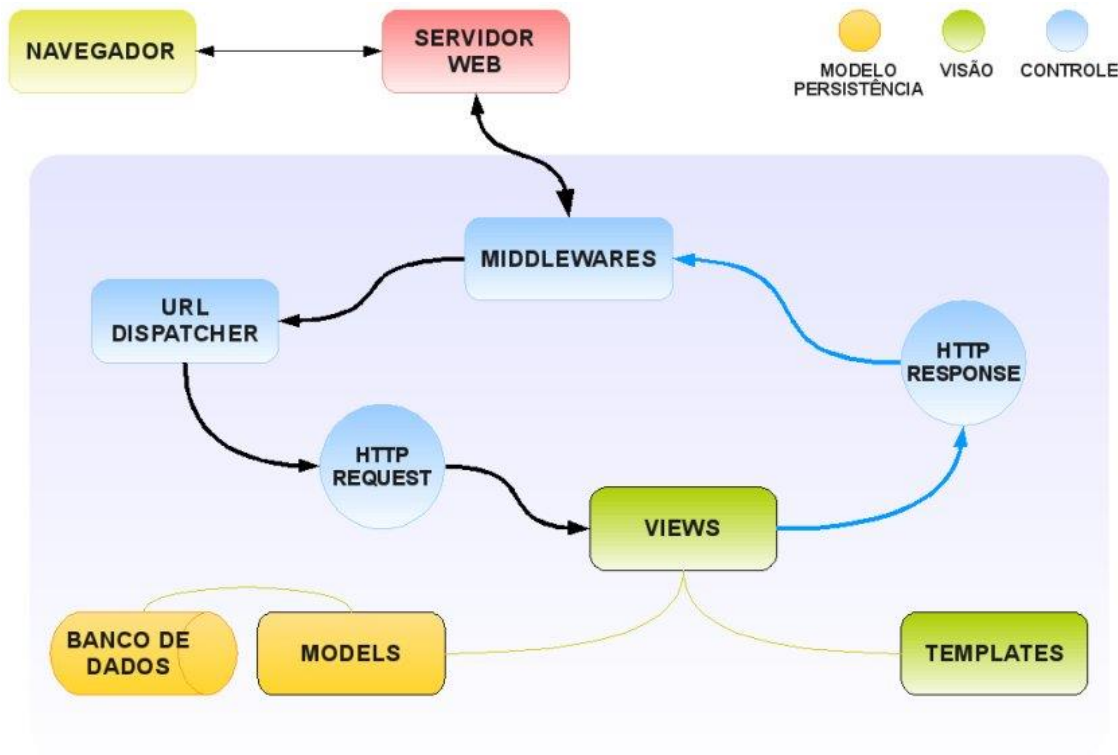 NAVEGADOR
SERVIDOR
WEB
MODELO
PERSISTÊNCIA
VISÃO
CONTROLE
MIDDLEWARES
URL
DISPATCHER
HTTP
RESPONSE
HTTP
REQUEST
VIEWS
BANCO DE
DADOS
MODELS
TEMPLATES